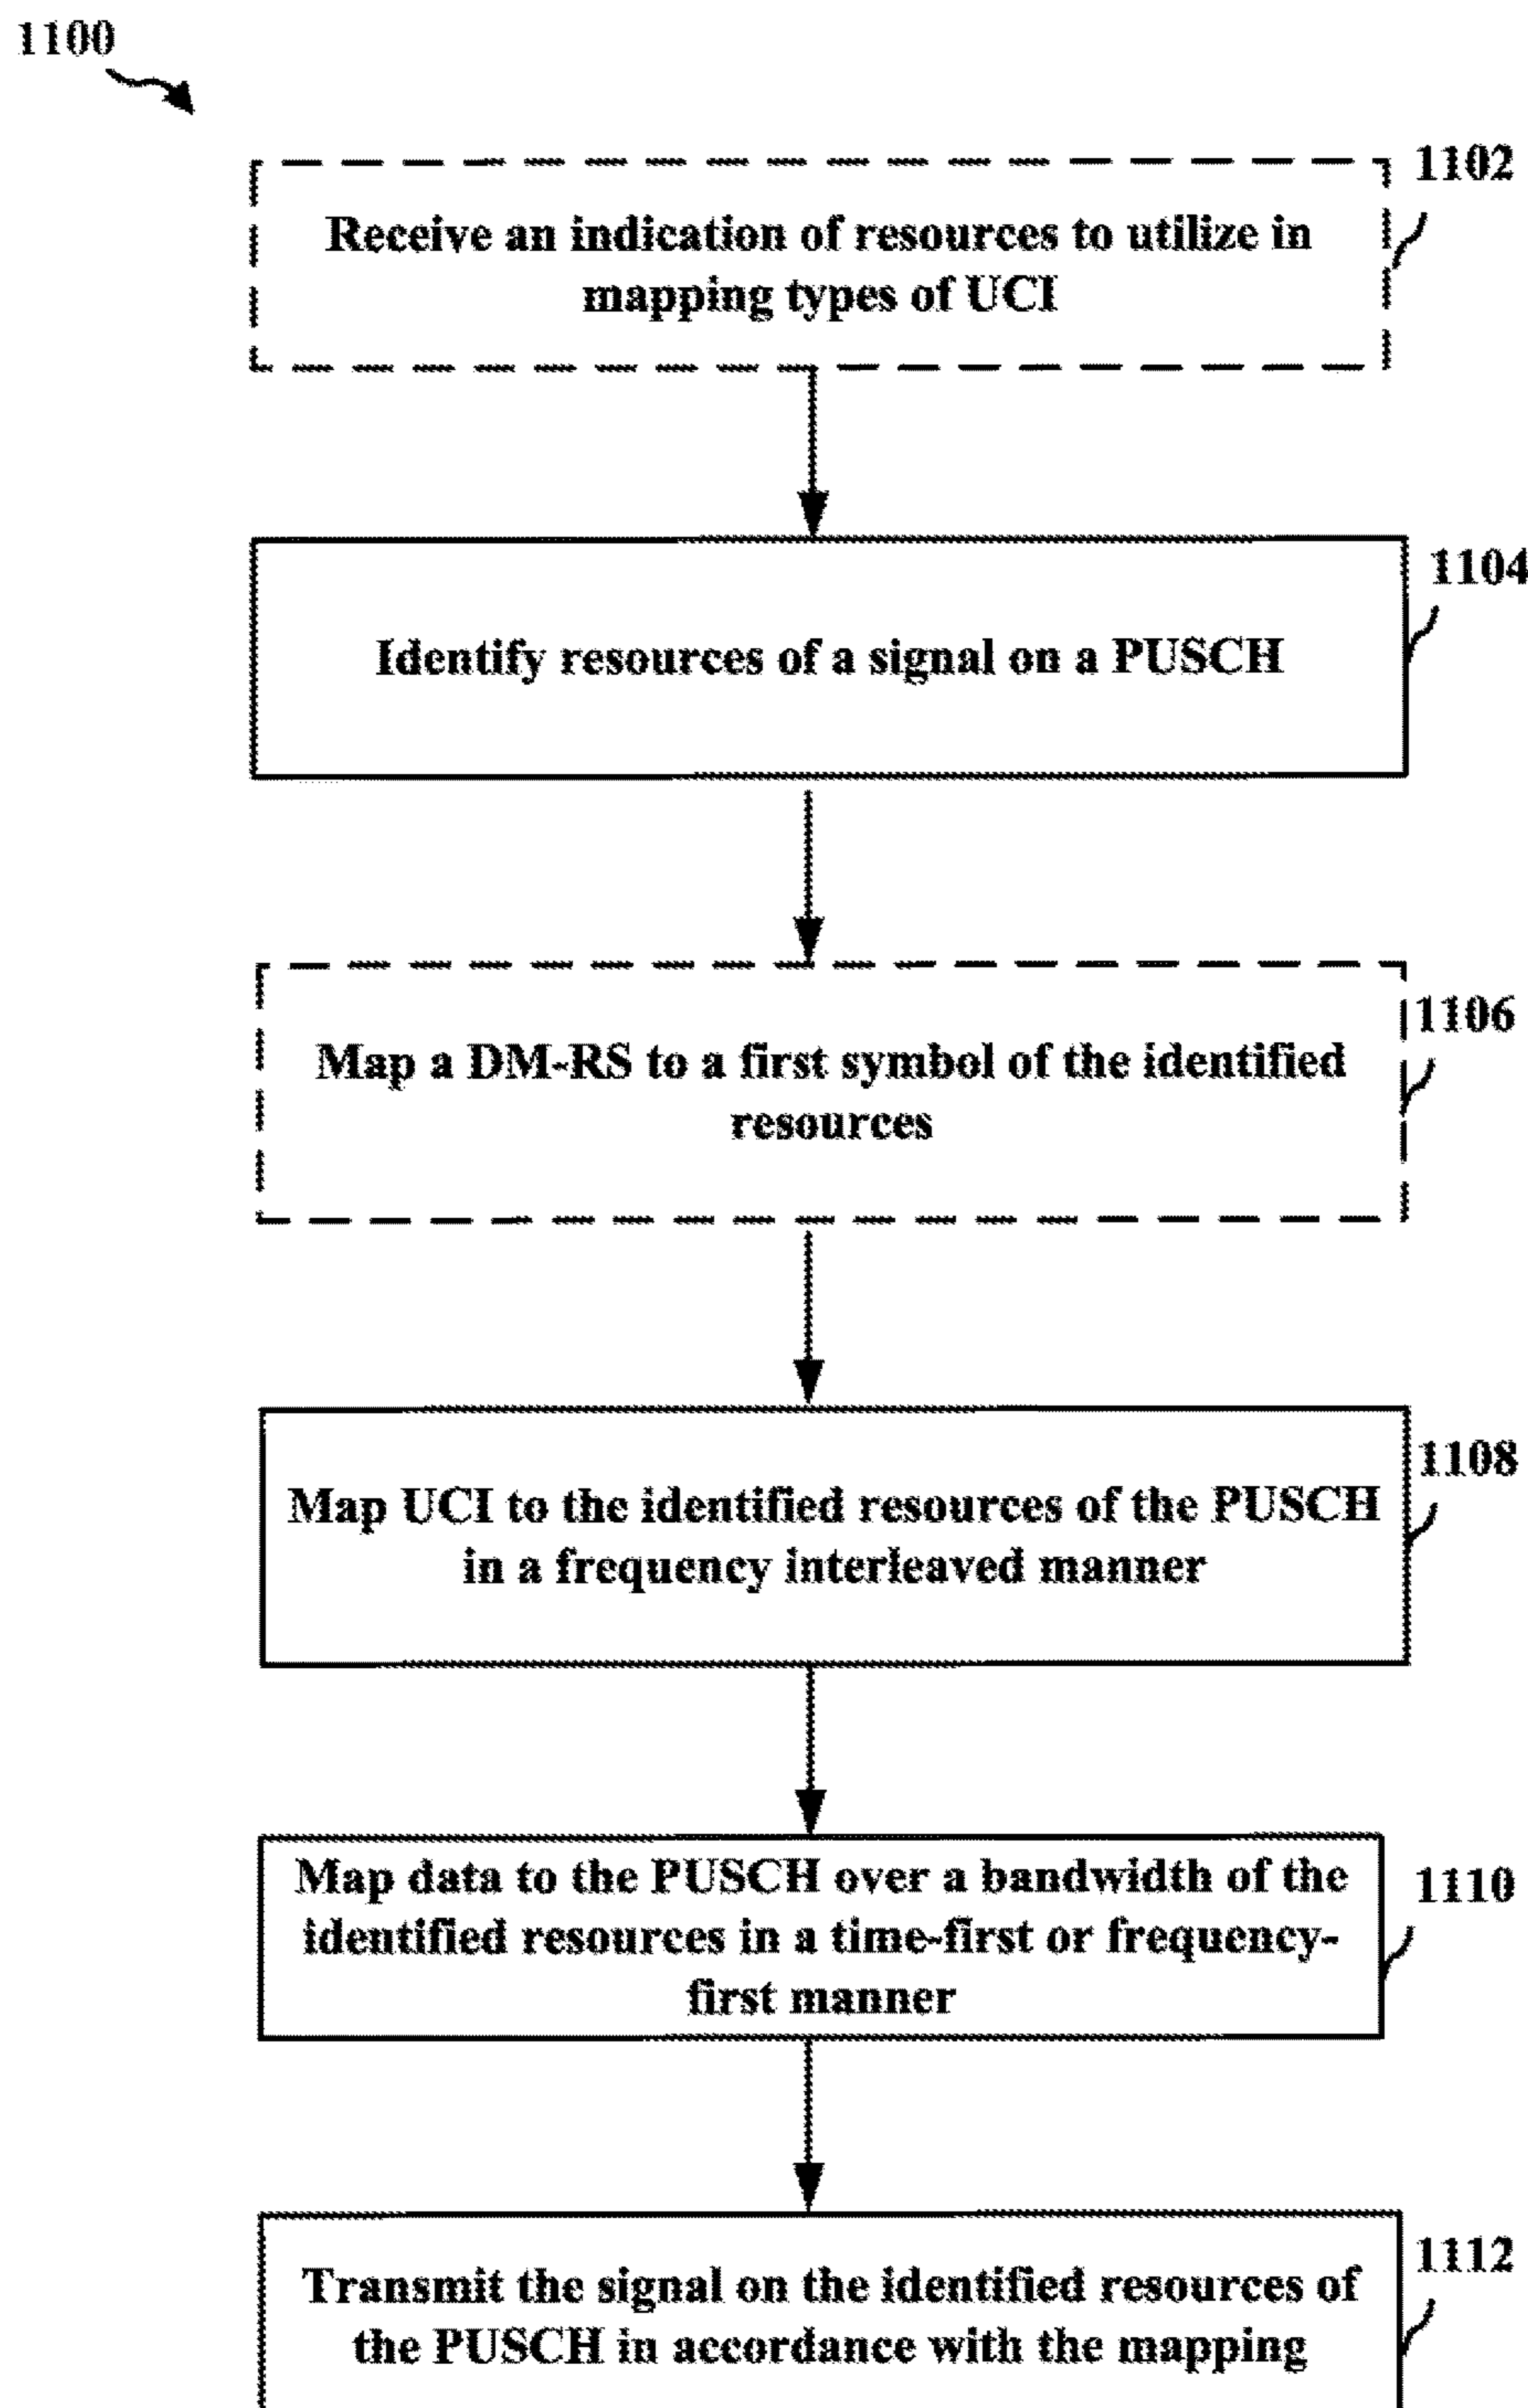 1100
1102
Receive an indication of resources to utilize in
mapping types of UCI
1104
Identify resources of a signal on a PUSCH
1106
Map a DM-RS to a first symbol of the identified
resources
1108
Map UCI to the identified resources of the PUSCH
in a frequency interleaved manner
1110
Map data to the PUSCH over a bandwidth of the
identified resources in a time-first or frequency-
first manner
1112
Transmit the signal on the identified resources of
the PUSCH in accordance with the mapping